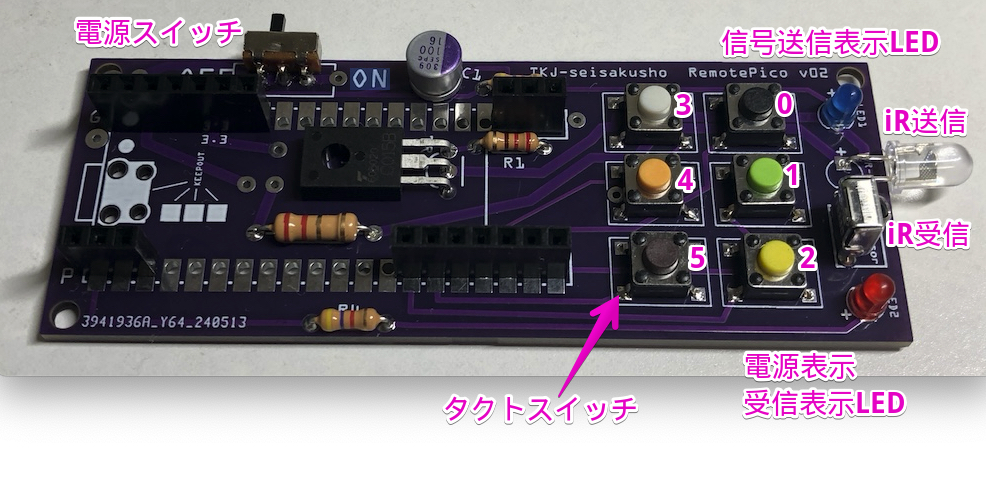 電源スイッチ
信号送信表示LED
309
16
100
SEPC
OFF
ON
C1
TKJ-seisakusho RemotePico v02
3
0
LED1
iR送信
G
3.3
KEEPOUT
R1
4
1
iR受信
5
2
P
3941936A_Y64_240513
+
+
タクトスイッチ
電源表示
受信表示LED